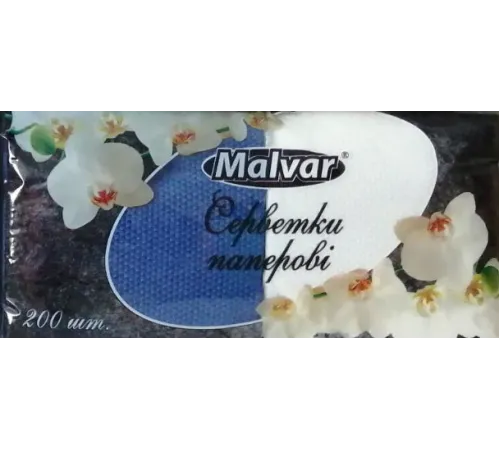 Malvar®
Серветки
паперові
200 шт.